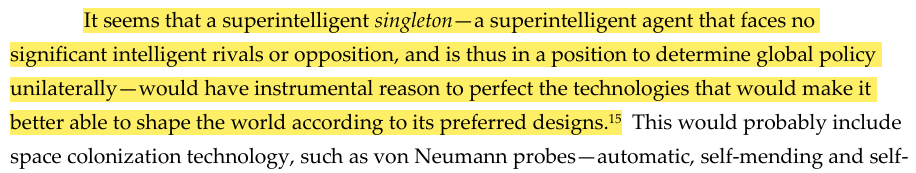 It seems that a superintelligent singleton—a superintelligent agent that faces no
significant intelligent rivals or opposition, and is thus in a position to determine global policy
unilaterally—would have instrumental reason to perfect the technologies that would make it
better able to shape the world according to its preferred designs.¹⁵ This would probably include
space colonization technology, such as von Neumann probes—automatic, self-mending and self-